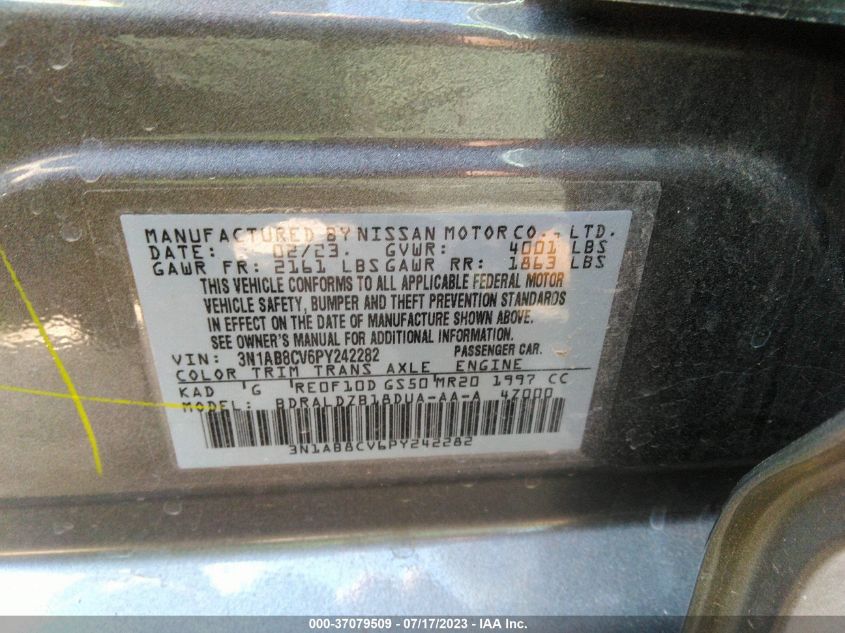 MANUFACTURED BY NISSAN MOTOR CO., LTD.
DATE: 02/23. GVWR: 4001 LBS
GAWR FR: 2161 LBS GAWR RR: 1863 LBS
THIS VEHICLE CONFORMS TO ALL APPLICABLE FEDERAL MOTOR
VEHICLE SAFETY, BUMPER AND THEFT PREVENTION STANDARDS
IN EFFECT ON THE DATE OF MANUFACTURE SHOWN ABOVE.
SEE OWNER'S MANUAL FOR ADDITIONAL INFORMATION
VIN: 3N1AB8CV6PY242282 PASSENGER CAR.
COLOR TRIM TRANS AXLE ENGINE
KAD G RE0F10D GS50 MR20 1997 CC
MODEL: BDRALDZB18DUA-AA-A 4Z000
3N1AB8CV6PY242282
000-37079509 - 07/17/2023 - IAA Inc.